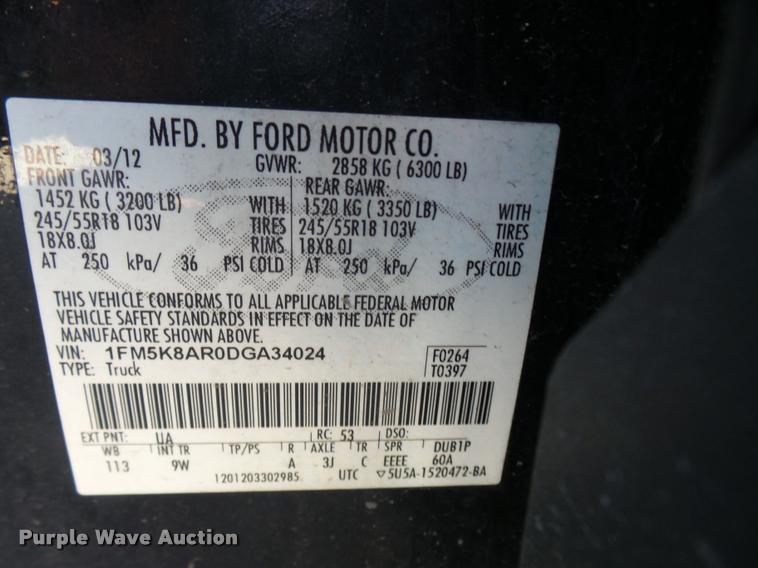 MFD. BY FORD MOTOR CO.
DATE: 03/12 GVWR: 2858 KG ( 6300 LB)
FRONT GAWR: REAR GAWR:
1452 KG ( 3200 LB) WITH 1520 KG ( 3350 LB) WITH
245/55R18 103V TIRES 245/55R18 103V TIRES
18X8.0J RIMS 18X8.0J RIMS
AT 250 kPa/ 36 PSI COLD AT 250 kPa/ 36 PSI COLD
THIS VEHICLE CONFORMS TO ALL APPLICABLE FEDERAL MOTOR
VEHICLE SAFETY STANDARDS IN EFFECT ON THE DATE OF
MANUFACTURE SHOWN ABOVE.
VIN: 1FM5K8AR0DGA34024 F0264
TYPE: Truck T0397
EXT PNT: UA RC: 53 DSO:
WB INT TR TP/PS R AXLE TR SPR DUB1P
113 9W A 3J C EEEE 60A
1201203302985 UTC ▽5U5A-1520472-BA
Purple Wave Auction